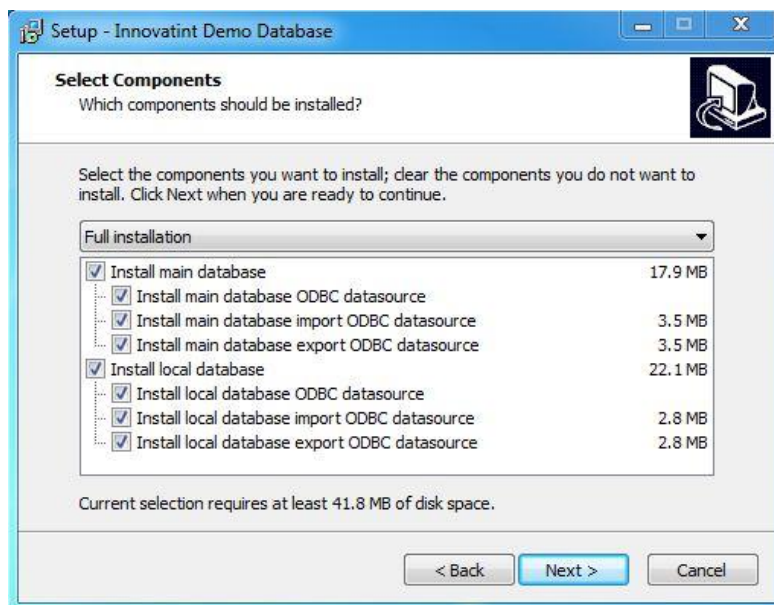 Setup - Innovatint Demo Database
Select Components
Which components should be installed?
Select the components you want to install; clear the components you do not want to
install. Click Next when you are ready to continue.
Full installation
Install main database 17.9 MB
Install main database ODBC datasource
Install main database import ODBC datasource 3.5 MB
Install main database export ODBC datasource 3.5 MB
Install local database 22.1 MB
Install local database ODBC datasource
Install local database import ODBC datasource 2.8 MB
Install local database export ODBC datasource 2.8 MB
Current selection requires at least 41.8 MB of disk space.
< Back Next > Cancel